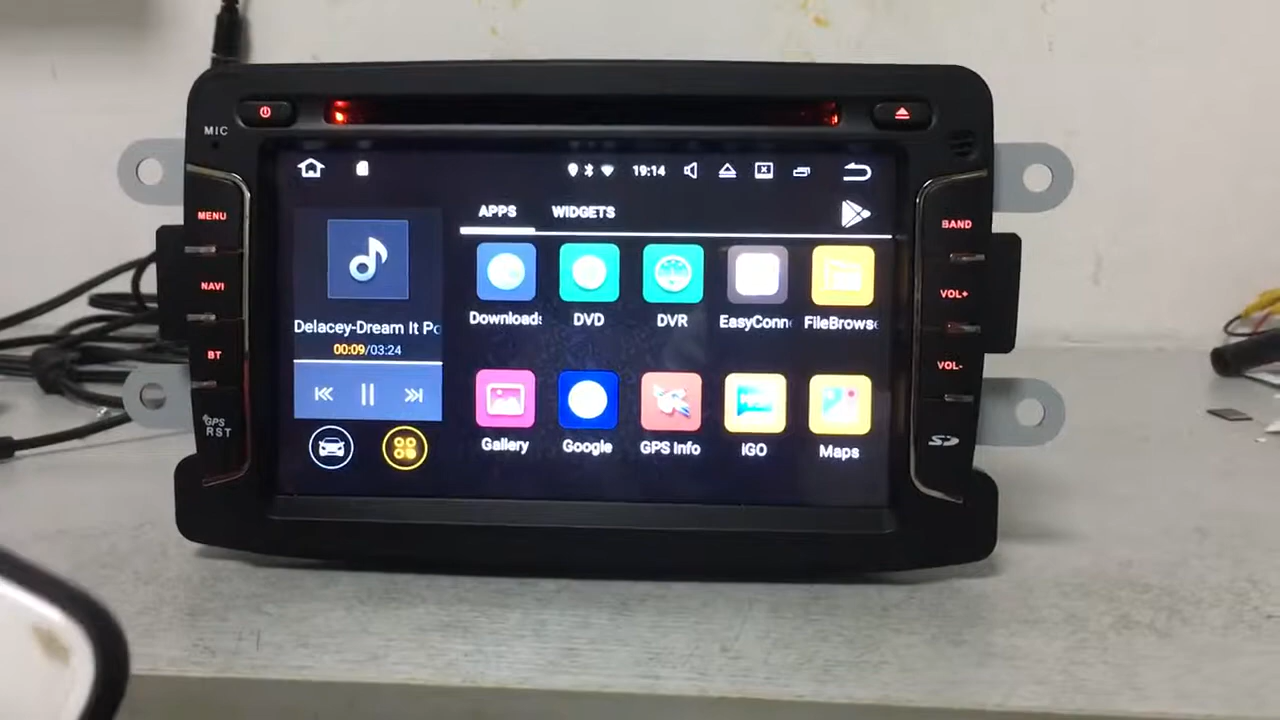 MIC
MENU
NAVI
BT
GPS
RST
19:14
APPS
WIDGETS
Delacey-Dream It Po
00:09/03:24
Downloads
DVD
DVR
EasyConn
FileBrowse
Gallery
Google
GPS Info
iGO
Maps
BAND
VOL+
VOL-
SD